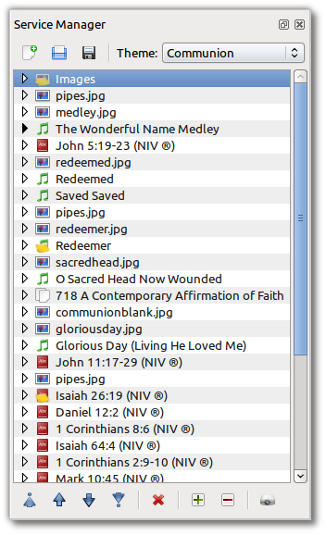 Service Manager
Theme: Communion
Images
pipes.jpg
medley.jpg
The Wonderful Name Medley
John 5:19-23 (NIV ®)
redeemed.jpg
Redeemed
Saved Saved
pipes.jpg
redeemer.jpg
Redeemer
sacredhead.jpg
O Sacred Head Now Wounded
718 A Contemporary Affirmation of Faith
communionblank.jpg
gloriousday.jpg
Glorious Day (Living He Loved Me)
John 11:17-29 (NIV ®)
pipes.jpg
Isaiah 26:19 (NIV ®)
Daniel 12:2 (NIV ®)
1 Corinthians 8:6 (NIV ®)
Isaiah 64:4 (NIV ®)
1 Corinthians 2:9-10 (NIV ®)
Mark 10:45 (NIV ®)